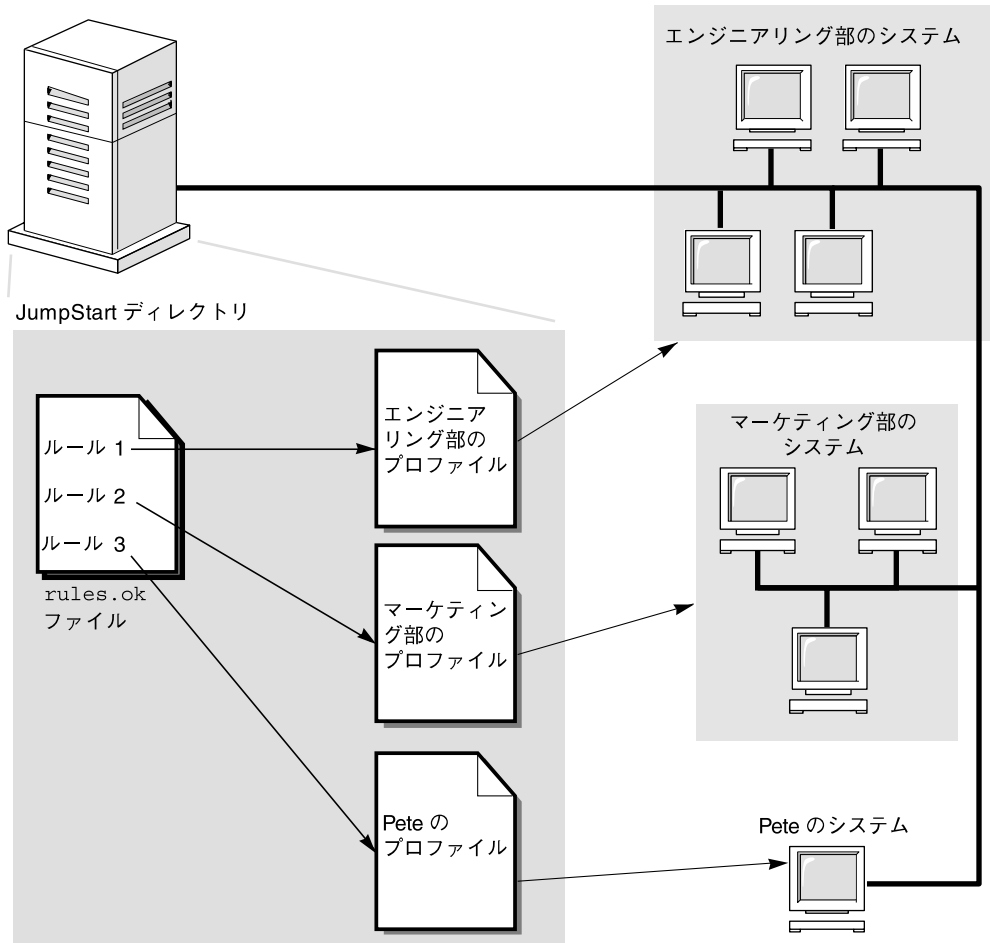 エンジニアリング部のシステム
JumpStart ディレクトリ
ルール 1
ルール 2
ルール 3
rules.ok
ファイル
エンジニア
リング部の
プロファイル
マーケティン
グ部の
プロファイル
Pete の
プロファイル
マーケティング部の
システム
Pete のシステム